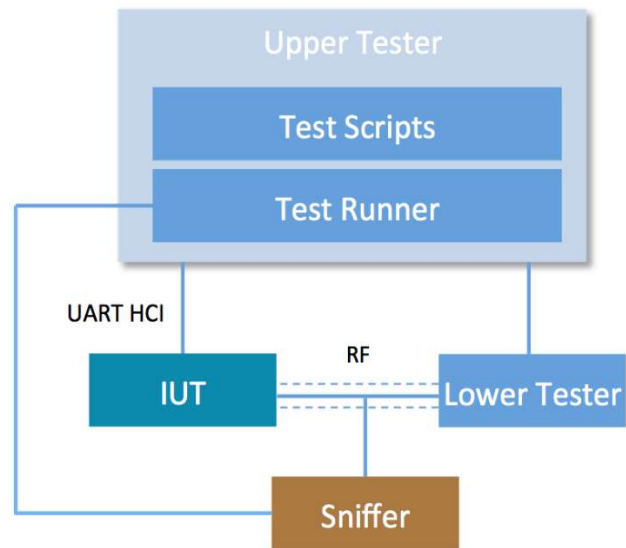 Upper Tester
Test Scripts
Test Runner
UART HCI
RF
IUT
Lower Tester
Sniffer